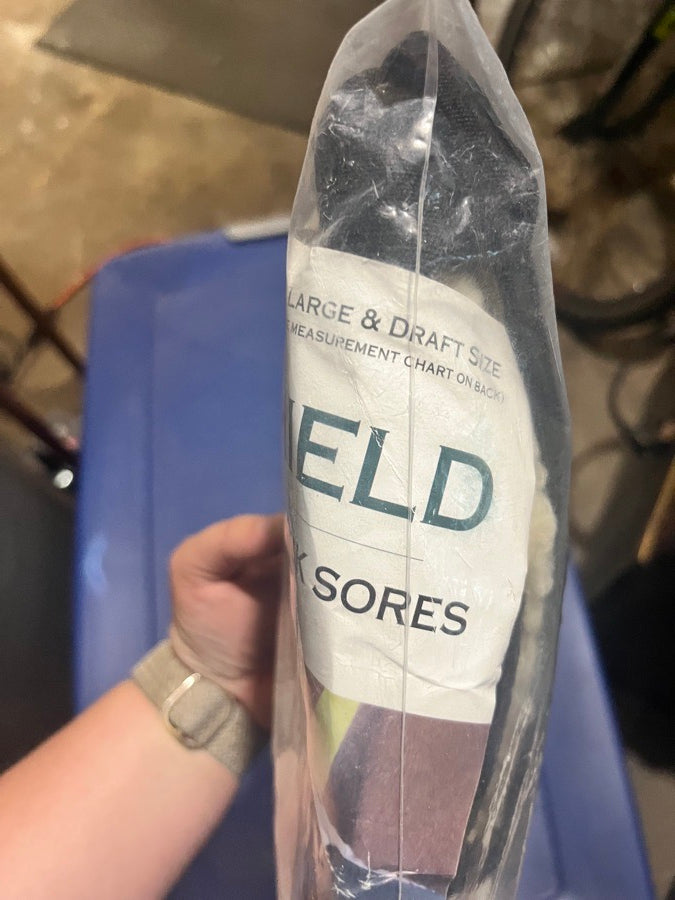 LARGE & DRAFT SIZE
MEASUREMENT CHART ON BACK)
IELD
K SORES